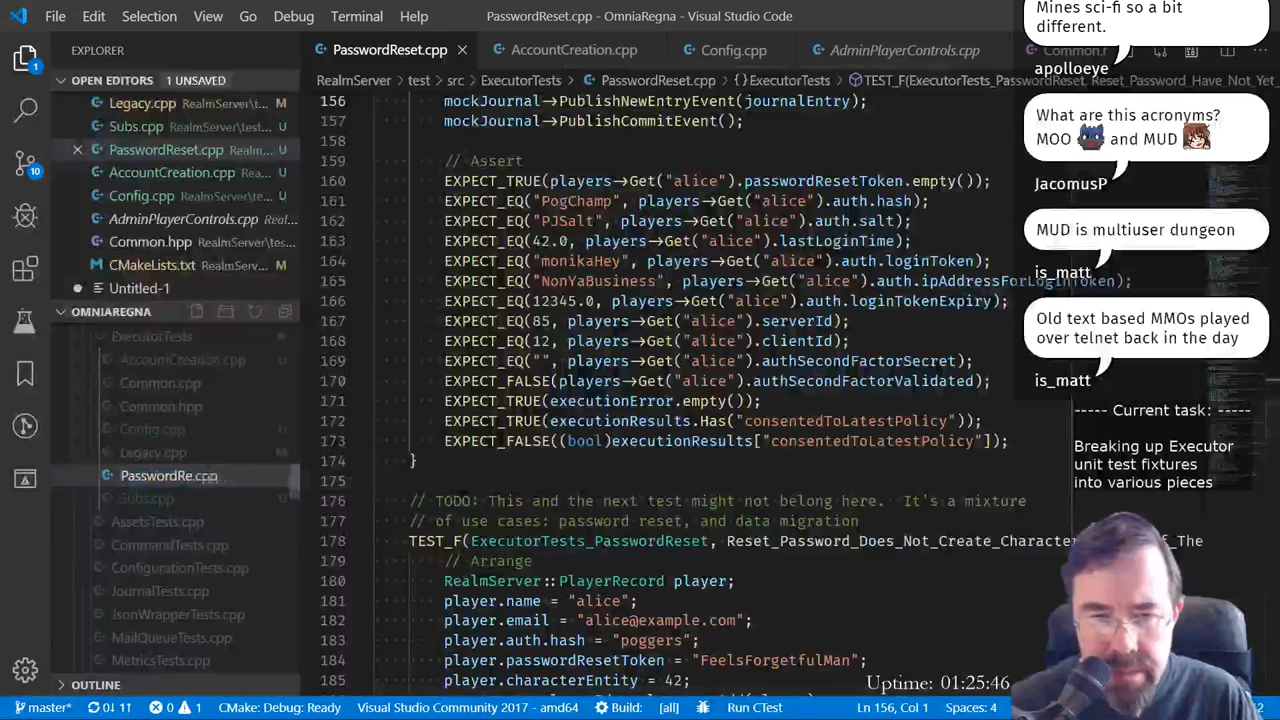 File Edit Selection View Go Debug Terminal Help PasswordReset.cpp - OmniaRegna - Visual Studio Code
EXPLORER
PasswordReset.cpp AccountCreation.cpp Config.cpp AdminPlayerControls.cpp Common.h
OPEN EDITORS 1 UNSAVED
RealmServer > test > src > ExecutorTests > PasswordReset.cpp > {} ExecutorTests > TEST_F(ExecutorTests_PasswordReset, Reset_Password_Have_Not_Yet_
Legacy.cpp RealmServer/te... M
Subs.cpp RealmServer\test... U
PasswordReset.cpp Realm... U
AccountCreation.cpp Re... U
Config.cpp RealmServer\t... U
AdminPlayerControls.cpp ...
Common.hpp RealmServer\... U
CMakeLists.txt RealmServ... M
Untitled-1
OMNIAREGNA
ExecutorTests
AccountCreation.cpp U
Common.cpp
Common.hpp
Config.cpp U
Legacy.cpp
PasswordRe.cpp
Subs.cpp U
AssetsTests.cpp
CommandTests.cpp
ConfigurationTests.cpp
JournalTests.cpp
JsonWrapperTests.cpp
MailQueueTests.cpp
MetricsTests.cpp
OUTLINE
156 mockJournal->PublishNewEntryEvent(journalEntry);
157 mockJournal->PublishCommitEvent();
158
159 // Assert
160 EXPECT_TRUE(players->Get("alice").passwordResetToken.empty());
161 EXPECT_EQ("PogChamp", players->Get("alice").auth.hash);
162 EXPECT_EQ("PJSalt", players->Get("alice").auth.salt);
163 EXPECT_EQ(42.0, players->Get("alice").lastLoginTime);
164 EXPECT_EQ("monikaHey", players->Get("alice").auth.loginToken);
165 EXPECT_EQ("NonYaBusiness", players->Get("alice").auth.ipAddressForLoginToken);
166 EXPECT_EQ(12345.0, players->Get("alice").auth.loginTokenExpiry);
167 EXPECT_EQ(85, players->Get("alice").serverId);
168 EXPECT_EQ(12, players->Get("alice").clientId);
169 EXPECT_EQ("", players->Get("alice").authSecondFactorSecret);
170 EXPECT_FALSE(players->Get("alice").authSecondFactorValidated);
171 EXPECT_TRUE(executionError.empty());
172 EXPECT_TRUE(executionResults.Has("consentedToLatestPolicy"));
173 EXPECT_FALSE((bool)executionResults["consentedToLatestPolicy"]);
174 }
175
176 // TODO: This and the next test might not belong here. It's a mixture
177 // of use cases: password reset, and data migration
178 TEST_F(ExecutorTests_PasswordReset, Reset_Password_Does_Not_Create_Character
179 // Arrange
180 RealmServer::PlayerRecord player;
181 player.name = "alice";
182 player.email = "alice@example.com";
183 player.auth.hash = "poggers";
184 player.passwordResetToken = "FeelsForgetfulMan";
185 player.characterEntity = 42;
Mines sci-fi so a bit
different.
apolloeye
What are this acronyms?
MOO and MUD
JacomusP
MUD is multiuser dungeon
is_matt
Old text based MMOs played
over telnet back in the day
is_matt
----- Current task: -----
Breaking up Executor
unit test fixtures
into various pieces
Uptime: 01:25:46
master* 0↓ 11 0 1 CMake: Debug: Ready Visual Studio Community 2017 - amd64 Build: [all] Run CTest Ln 156, Col 1 Spaces: 4